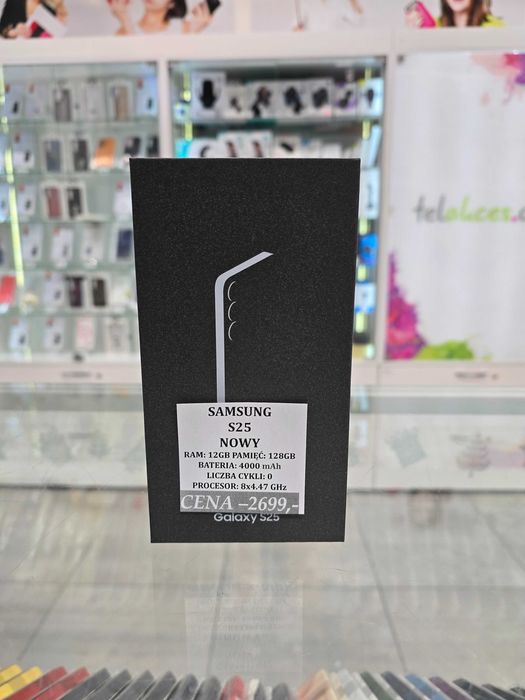 telakces.
SAMSUNG
S25
NOWY
RAM: 12GB PAMIĘĆ: 128GB
BATERIA: 4000 mAh
LICZBA CYKLI: 0
PROCESOR: 8x4.47 GHz
CENA –2699,-
Galaxy S25